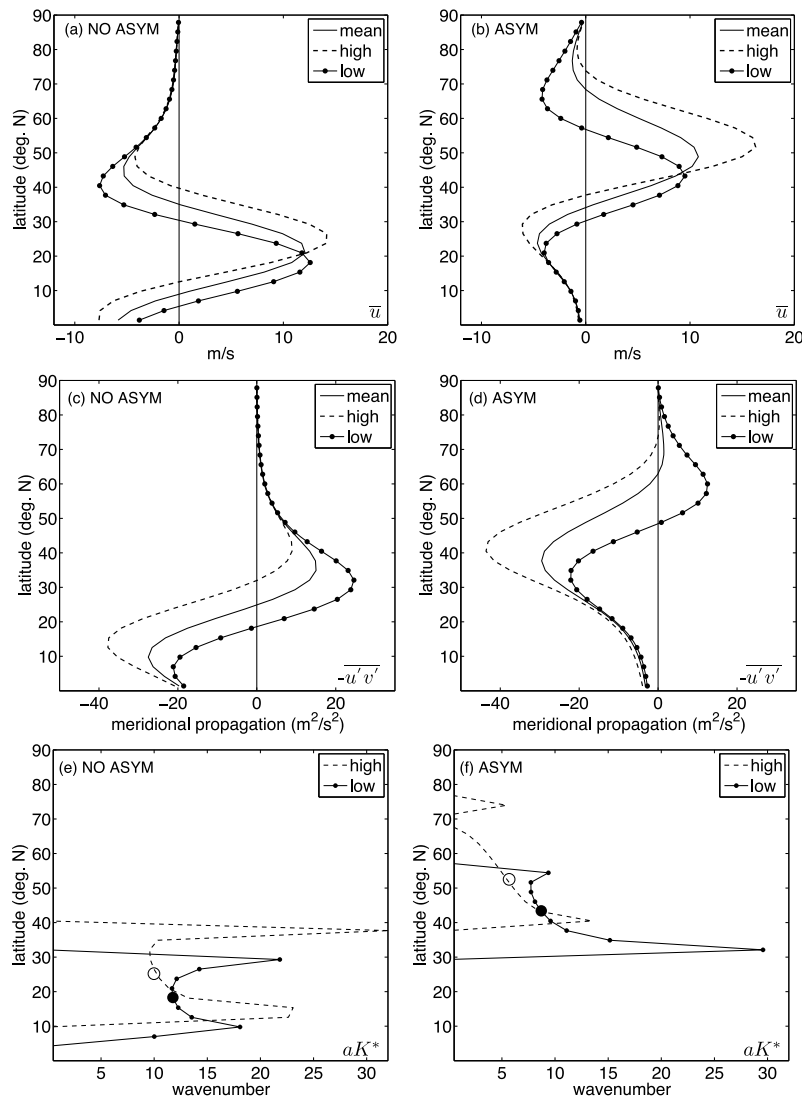 (a) NO ASYM
mean
high
low
90
80
70
60
50
40
30
20
10
latitude (deg. N)
−10
0
10
20
m/s
u̅
(b) ASYM
mean
high
low
90
80
70
60
50
40
30
20
10
latitude (deg. N)
−10
0
10
20
m/s
u̅
(c) NO ASYM
mean
high
low
90
80
70
60
50
40
30
20
10
latitude (deg. N)
−40
−20
0
20
meridional propagation (m²/s²)
-u'v'
(d) ASYM
mean
high
low
90
80
70
60
50
40
30
20
10
latitude (deg. N)
−40
−20
0
20
meridional propagation (m²/s²)
-u'v'
(e) NO ASYM
high
low
90
80
70
60
50
40
30
20
10
latitude (deg. N)
5
10
15
20
25
30
wavenumber
aK*
(f) ASYM
high
low
90
80
70
60
50
40
30
20
10
latitude (deg. N)
5
10
15
20
25
30
wavenumber
aK*